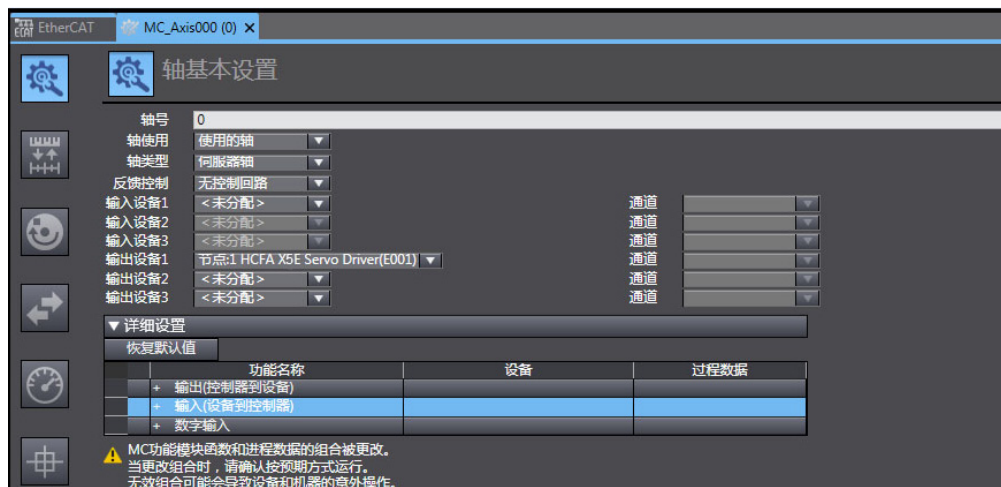 EtherCAT MC_Axis000 (0)
轴基本设置
轴号 0
轴使用 使用的轴
轴类型 伺服器轴
反馈控制 无控制回路
输入设备1 <未分配> 通道
输入设备2 <未分配> 通道
输入设备3 <未分配> 通道
输出设备1 节点:1 HCFA X5E Servo Driver(E001) 通道
输出设备2 <未分配> 通道
输出设备3 <未分配> 通道
▼详细设置
恢复默认值
功能名称 设备 过程数据
+ 输出(控制器到设备)
+ 输入(设备到控制器)
+ 数字输入
MC功能模块函数和进程数据的组合被更改。
当更改组合时，请确认按预期方式运行。
无效组合可能会导致设备和机器的意外操作。